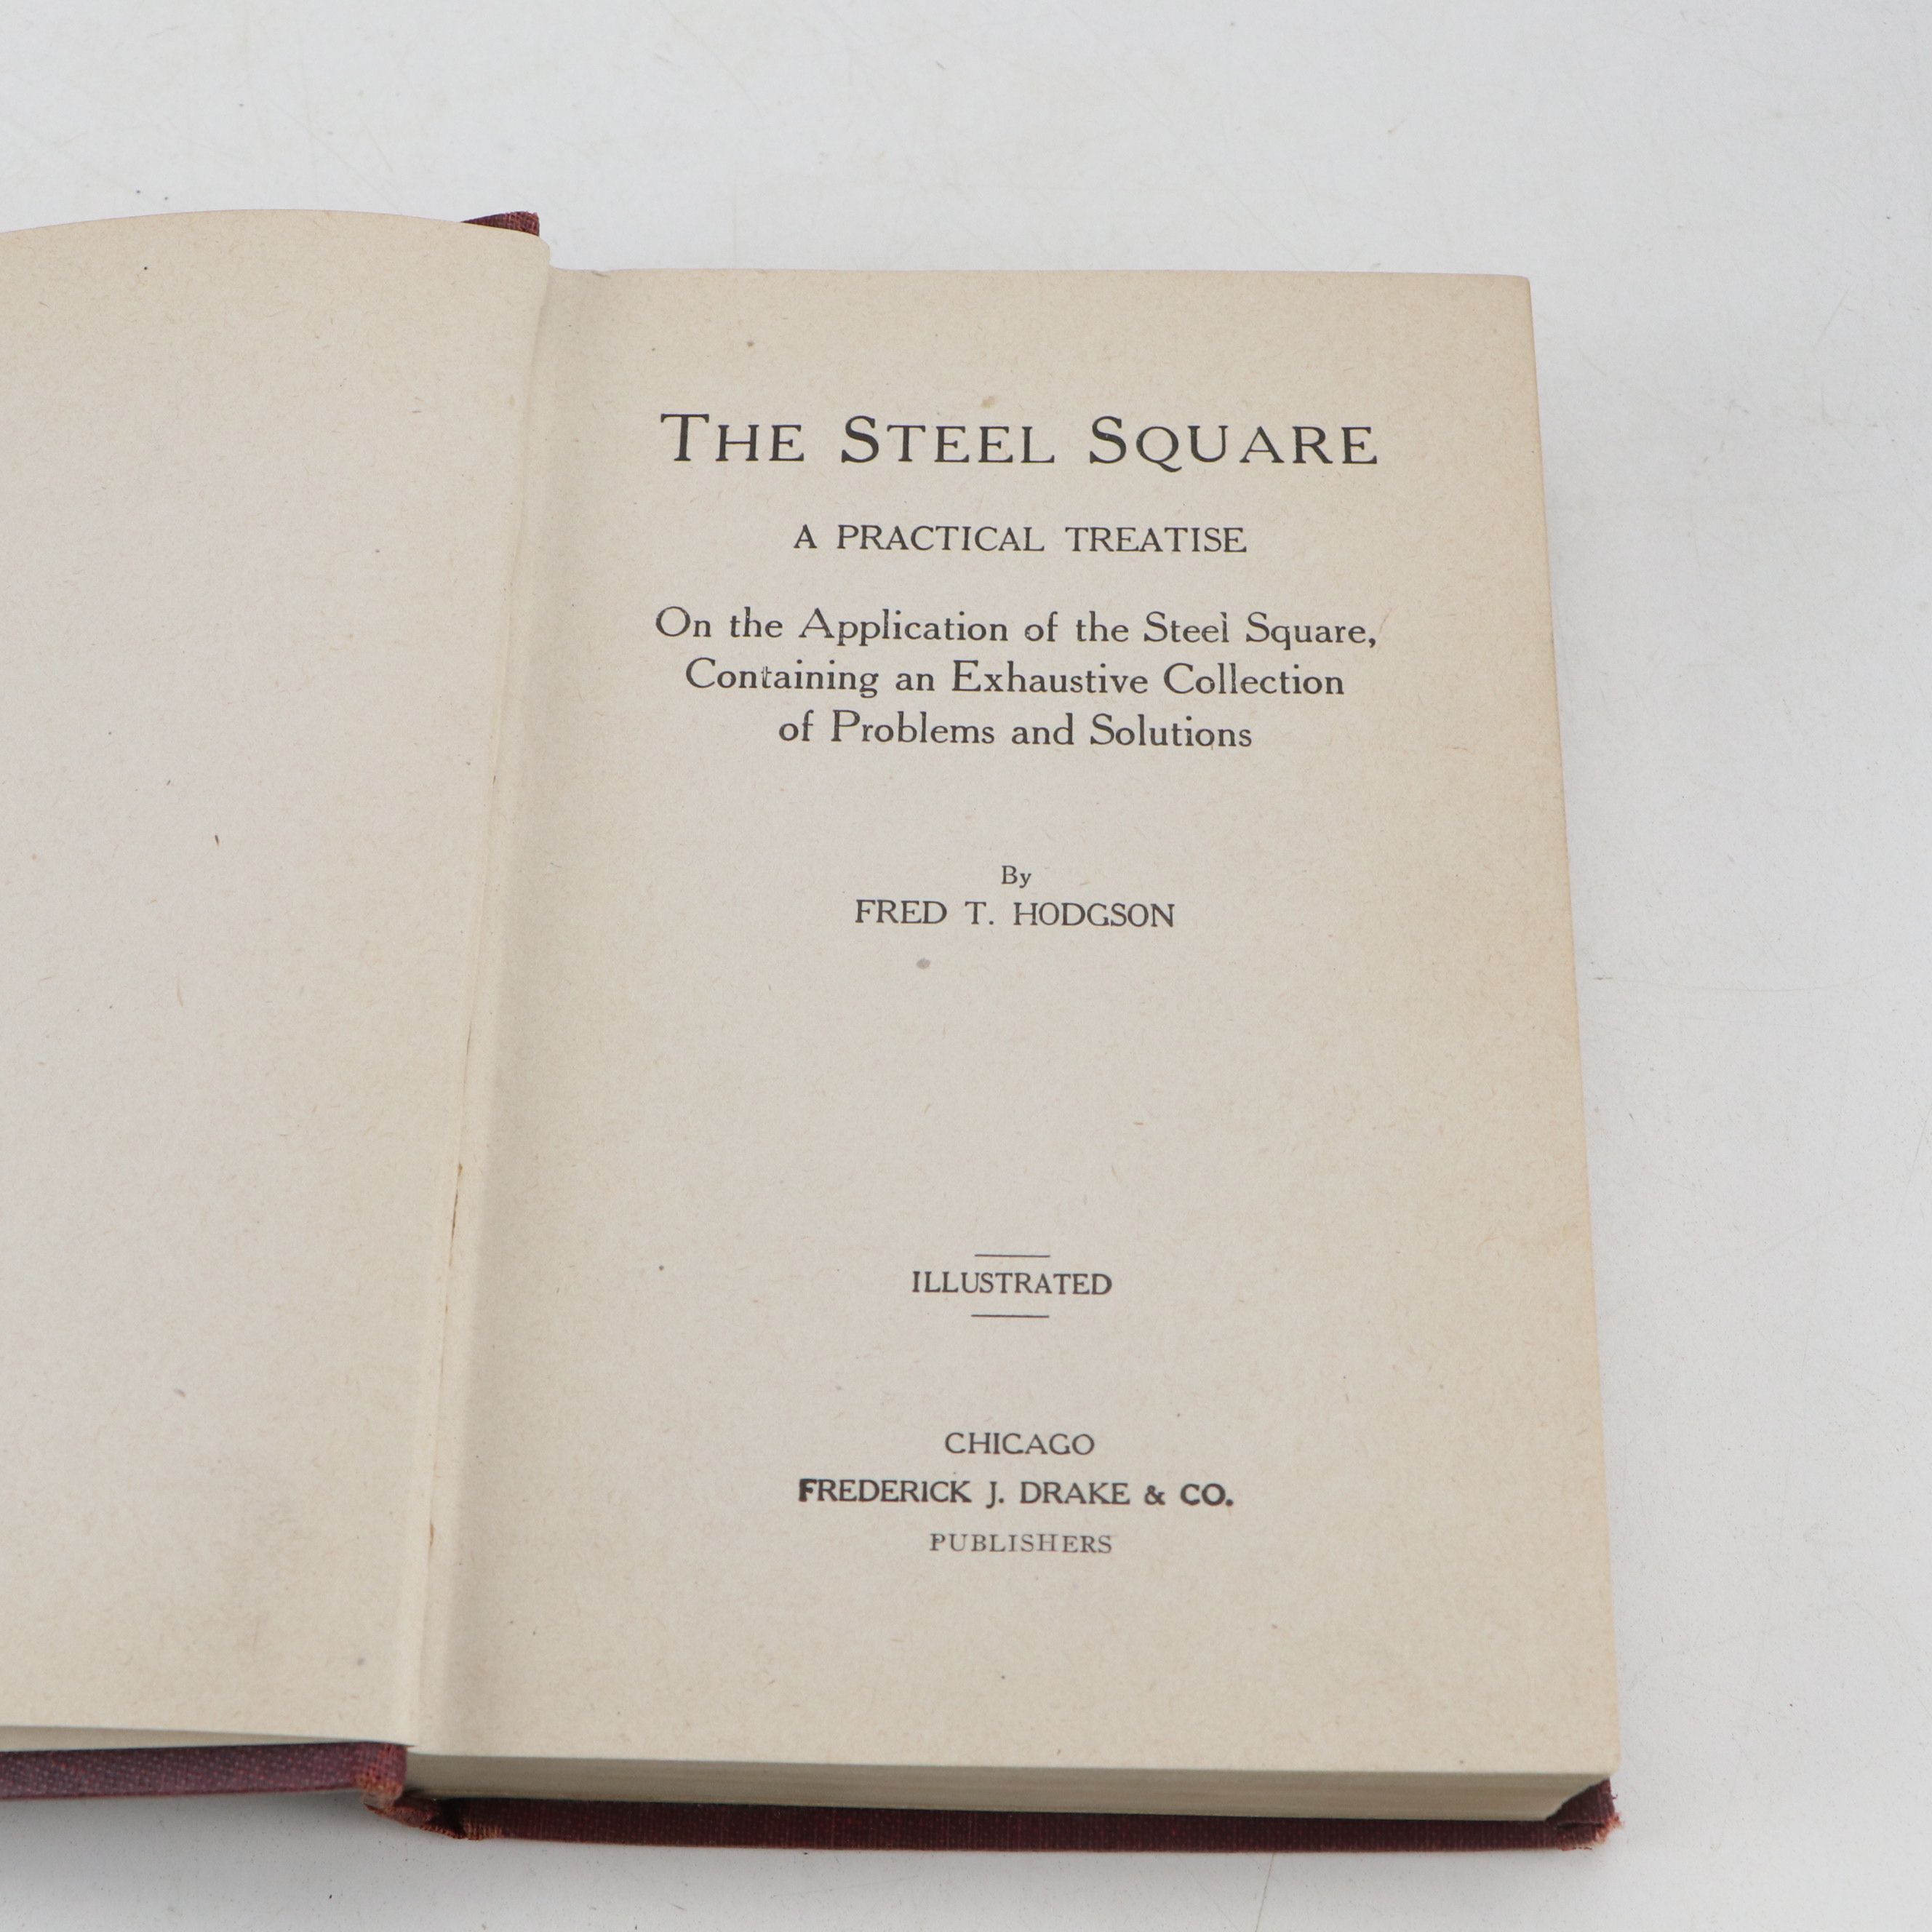 THE STEEL SQUARE
A PRACTICAL TREATISE
On the Application of the Steel Square,
Containing an Exhaustive Collection
of Problems and Solutions
By
FRED T. HODGSON
ILLUSTRATED
CHICAGO
FREDERICK J. DRAKE & CO.
PUBLISHERS